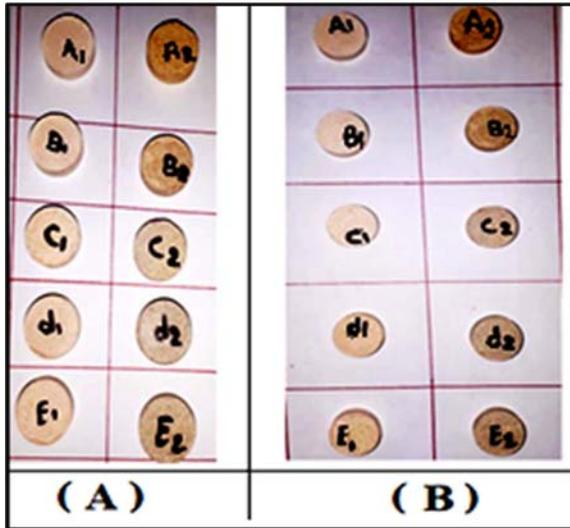 A1 A2
B1 B2
C1 C2
d1 d2
E1 E2
( A )
A1 A2
B1 B2
C1 C2
d1 d2
E1 E2
( B )